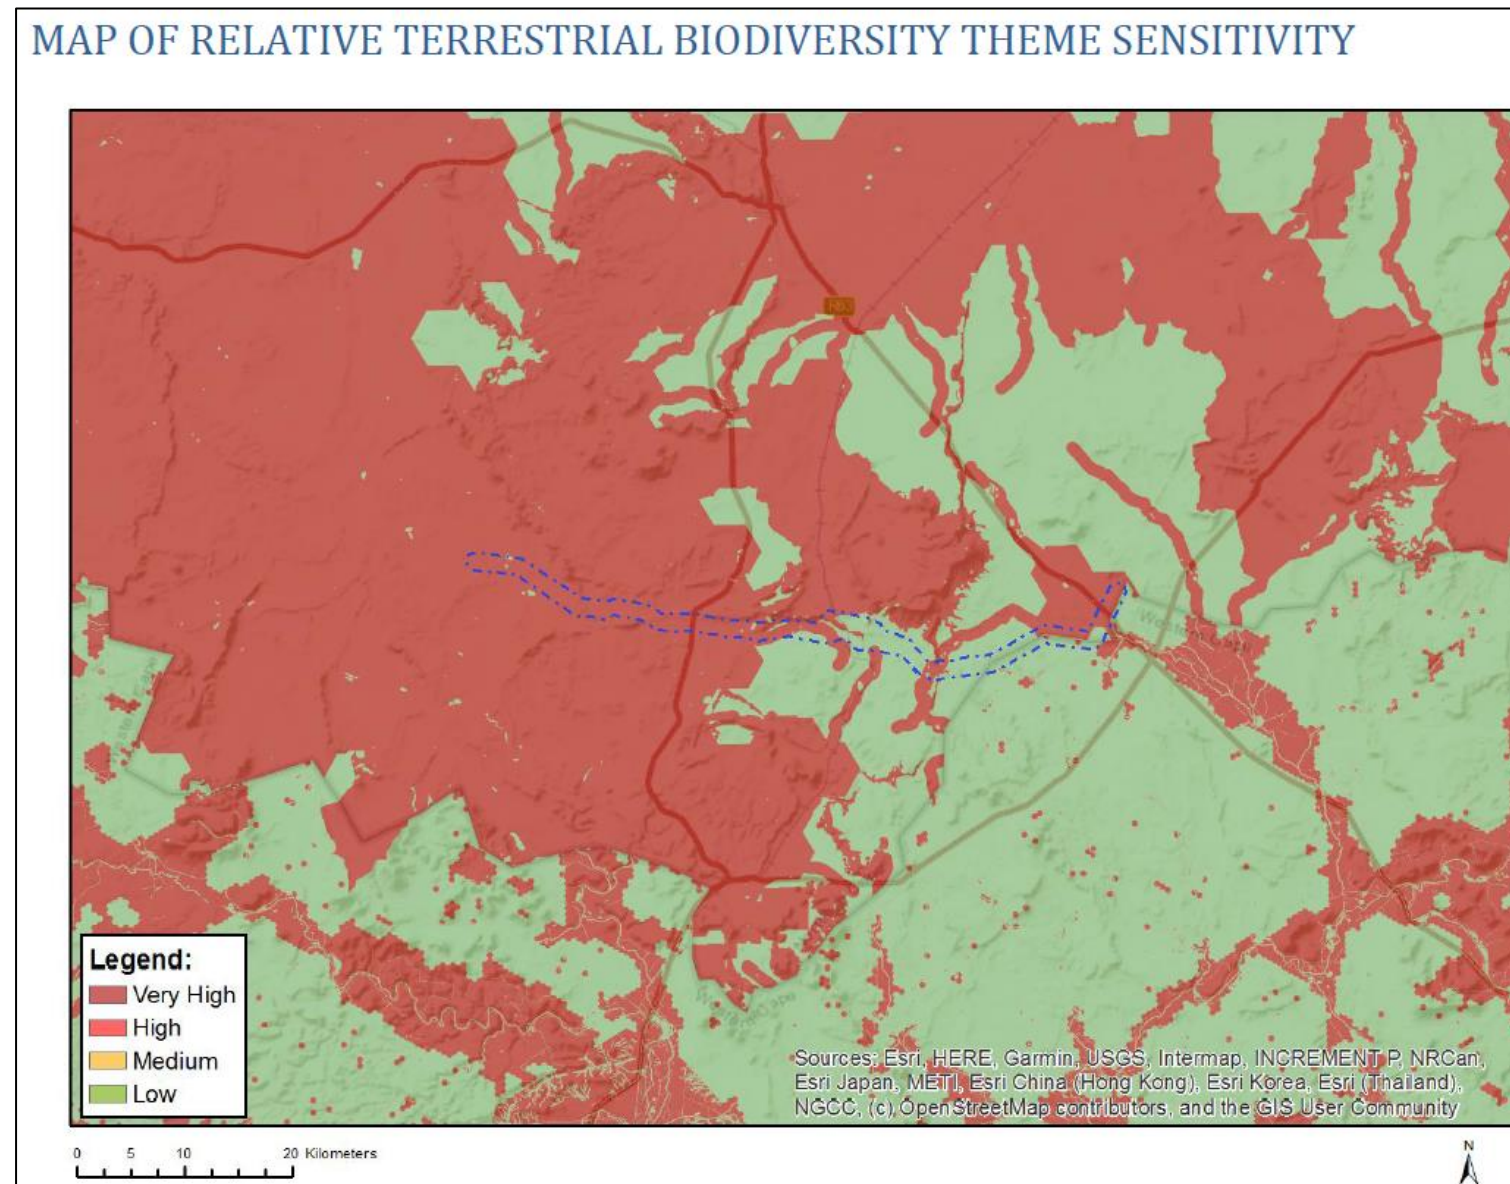 MAP OF RELATIVE TERRESTRIAL BIODIVERSITY THEME SENSITIVITY
R63
Legend:
Very High
High
Medium
Low
Sources: Esri, HERE, Garmin, USGS, Intermap, INCREMENT P, NRCan,
Esri Japan, METI, Esri China (Hong Kong), Esri Korea, Esri (Thailand),
NGCC, (c) OpenStreetMap contributors, and the GIS User Community
0 5 10 20 Kilometers
N